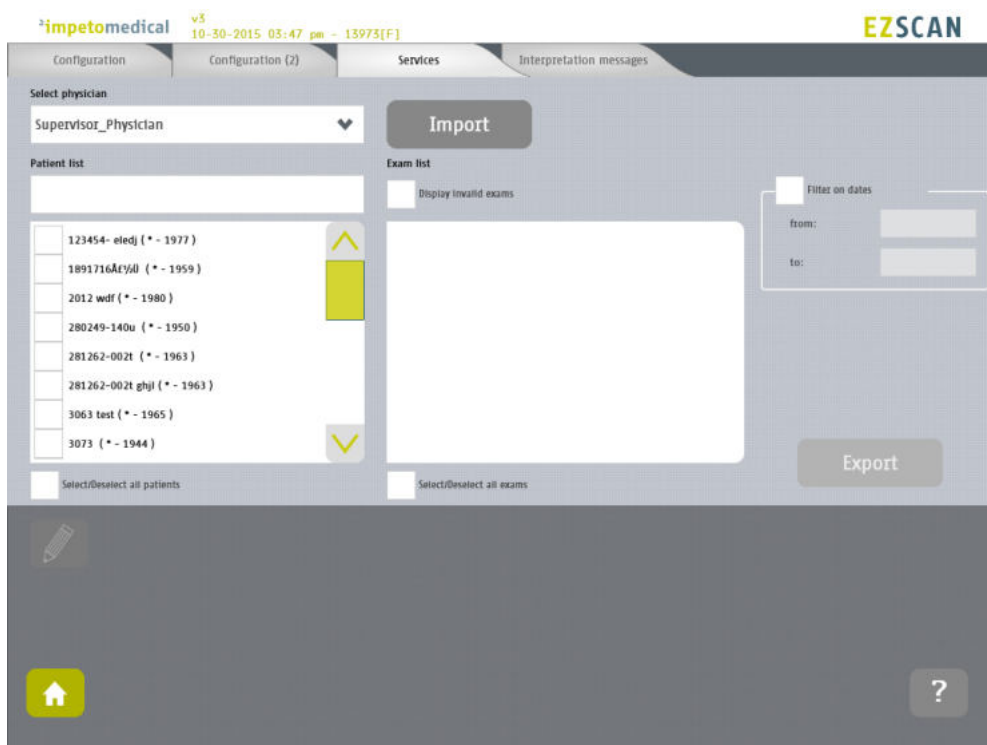 ²impetomedical
v3
10-30-2015 03:47 pm - 13973[F]
EZSCAN
Configuration
Configuration (2)
Services
Interpretation messages
Select physician
Supervisor_Physician
Import
Patient list
Exam list
Display invalid exams
Filter on dates
from:
to:
123454- eledj ( * - 1977 )
( * - 1959 )
2012 wdf ( * - 1980 )
280249-140u ( * - 1950 )
281262-002t ( * - 1963 )
281262-002t ghjl ( * - 1963 )
3063 test ( * - 1965 )
3073 ( * - 1944 )
Select/Deselect all patients
Select/Deselect all exams
Export
?